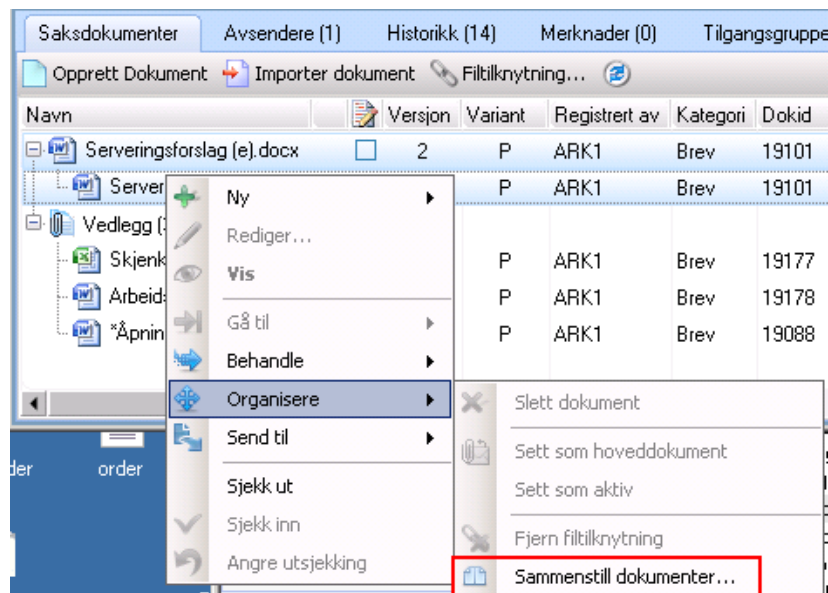 Saksdokumenter Avsendere (1) Historikk (14) Merknader (0) Tilgangsgruppe
Opprett Dokument Importer dokument Filtilknytning...
Navn Versjon Variant Registrert av Kategori Dokid
Serveringsforslag (e).docx 2 P ARK1 Brev 19101
Server P ARK1 Brev 19101
Vedlegg (
Skjenk P ARK1 Brev 19177
Arbeids P ARK1 Brev 19178
*Åpnin P ARK1 Brev 19088
Ny
Rediger...
Vis
Gå til
Behandle
Organisere
Send til
Sjekk ut
Sjekk inn
Angre utsjekking
Slett dokument
Sett som hoveddokument
Sett som aktiv
Fjern filtilknytning
Sammenstill dokumenter...
der order